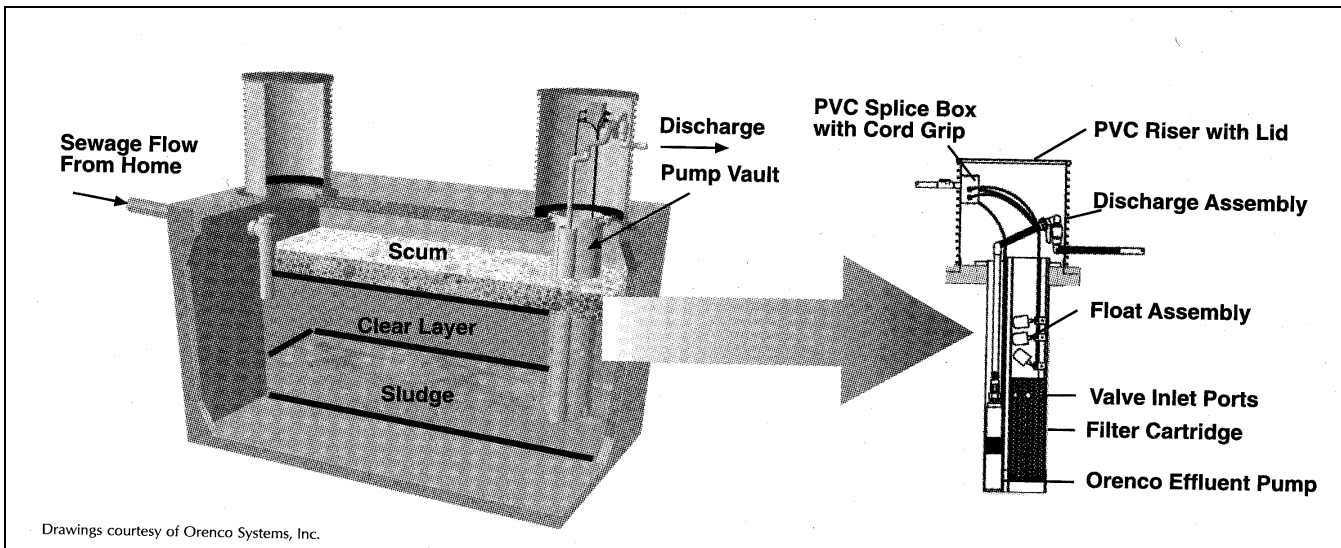 Sewage Flow
From Home
Discharge
Pump Vault
Scum
Clear Layer
Sludge
PVC Splice Box
with Cord Grip
PVC Riser with Lid
Discharge Assembly
Float Assembly
Valve Inlet Ports
Filter Cartridge
Orenco Effluent Pump
Drawings courtesy of Orenco Systems, Inc.